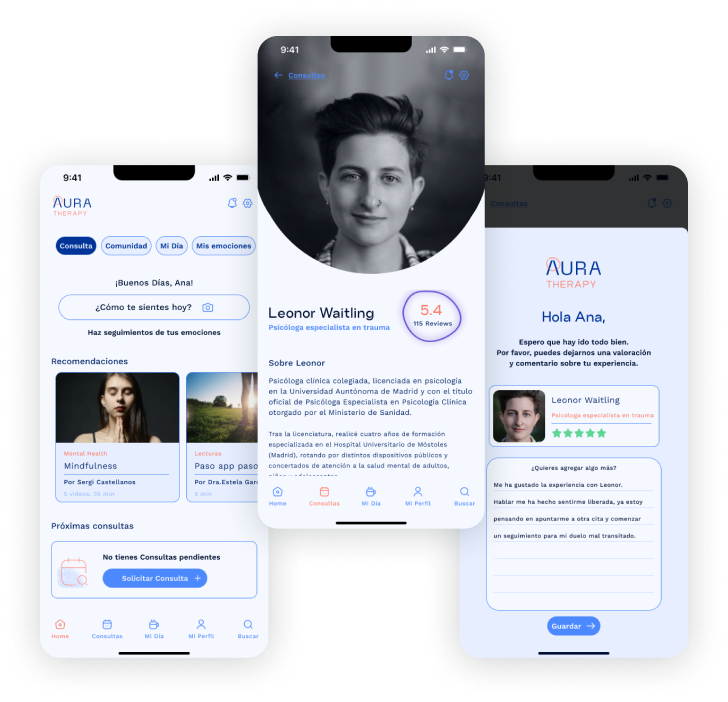 9:41
AURA
THERAPY
Consulta
Comunidad
Mi Día
Mis emociones
¡Buenos Días, Ana!
¿Cómo te sientes hoy?
Haz seguimientos de tus emociones
Recomendaciones
Mental Health
Mindfulness
Por Sergi Castellanos
5 videos. 35 min
Lecturas
Paso app paso
Por Dra.Estela Gar
6 min
Próximas consultas
No tienes Consultas pendientes
Solicitar Consulta +
Home
Consultas
Mi Día
Mi Perfil
Buscar
9:41
Consultas
Leonor Waitling
Psicóloga especialista en trauma
5.4
115 Reviews
Sobre Leonor
Psicóloga clínica colegiada, licenciada en psicología
en la Universidad Auntónoma de Madrid y con el título
oficial de Psicóloga Especialista en Psicología Clínica
otorgado por el Ministerio de Sanidad.
Tras la licenciatura, realicé cuatro años de formación
especializada en el Hospital Universitario de Móstoles
(Madrid), rotando por distintos dispositivos públicos y
concertados de atención a la salud mental de adultos,
niños y adolescentes
Home
Consultas
Mi Día
Mi Perfil
Buscar
9:41
Consultas
AURA
THERAPY
Hola Ana,
Espero que har ido todo bien.
Por favor, puedes dejarnos una valoración
y comentario sobre tu experiencia.
Leonor Waitling
Psicóloga especialista en trauma
¿Quieres agregar algo más?
Me ha gustado la experiencia con Leonor.
Hablar me ha hecho sentirme liberada, ya estoy
pensando en apuntarme a otra cita y comenzar
un seguimiento para mi duelo mal transitado.
Guardar